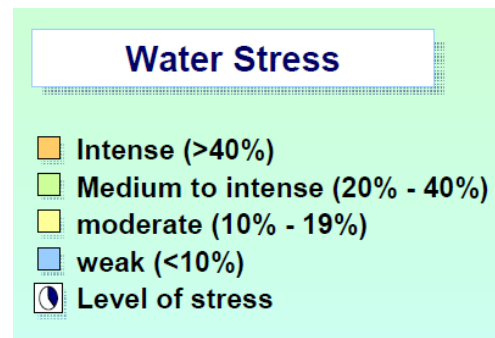 Water Stress
Intense (>40%)
Medium to intense (20% - 40%)
moderate (10% - 19%)
weak (<10%)
Level of stress